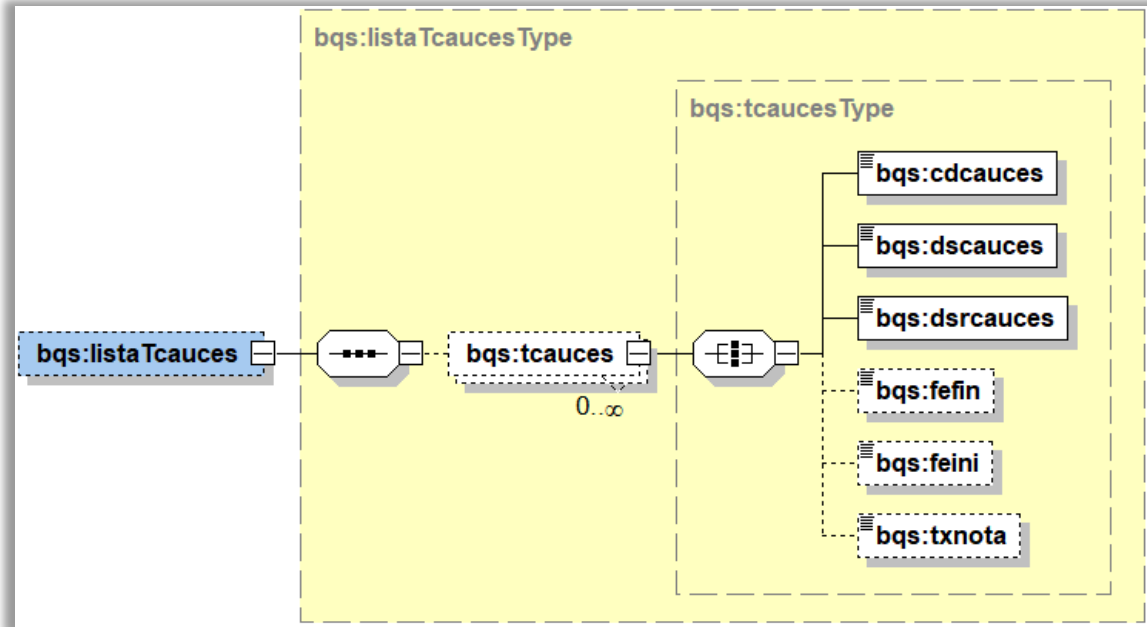 bqs:listaTcaucesType
bqs:tcaucesType
bqs:cdcauces
bqs:dscauces
bqs:dsrcauces
bqs:listaTcauces
bqs:tcauces
0..∞
bqs:fefin
bqs:feini
bqs:txnota